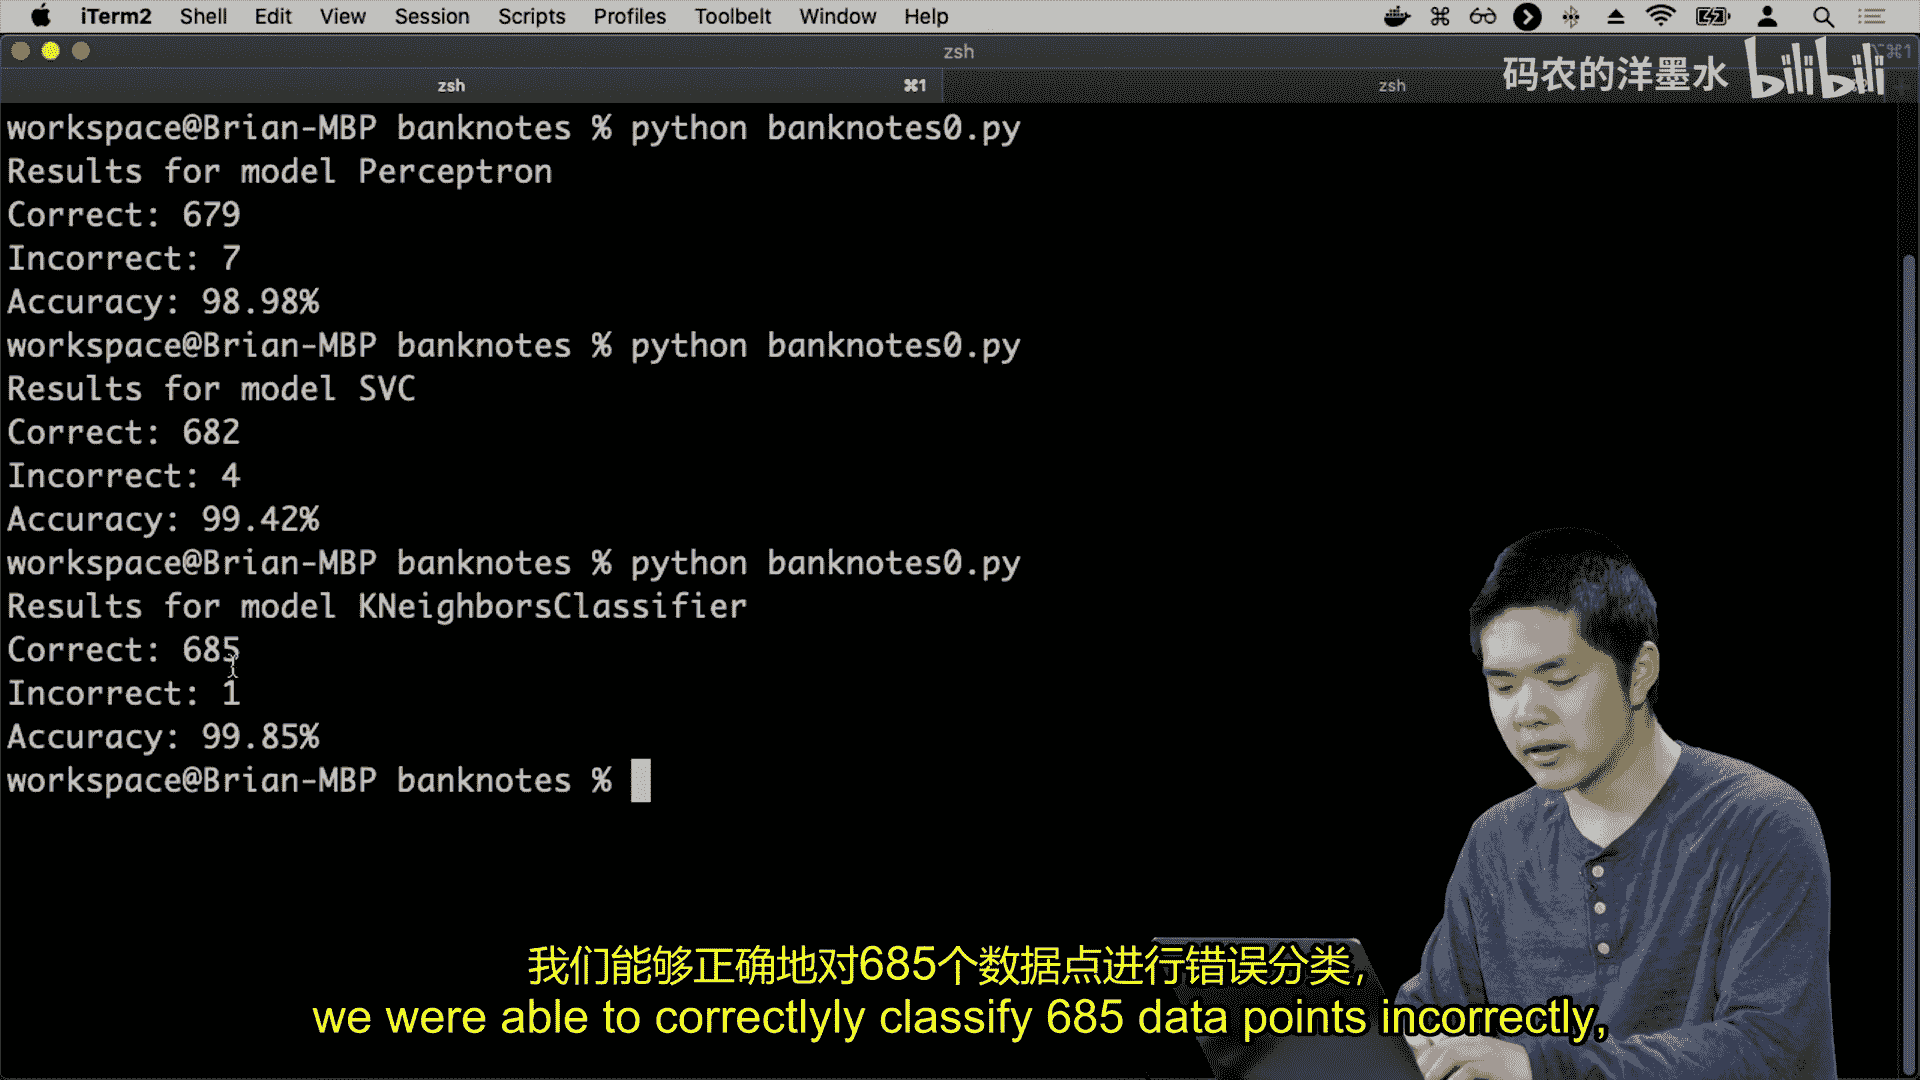 iTerm2 Shell Edit View Session Scripts Profiles Toolbelt Window Help
zsh
⌘1
zsh ⌘1 zsh
码农的洋墨水 bilibili
workspace@Brian-MBP banknotes % python banknotes0.py
Results for model Perceptron
Correct: 679
Incorrect: 7
Accuracy: 98.98%
workspace@Brian-MBP banknotes % python banknotes0.py
Results for model SVC
Correct: 682
Incorrect: 4
Accuracy: 99.42%
workspace@Brian-MBP banknotes % python banknotes0.py
Results for model KNeighborsClassifier
Correct: 685
Incorrect: 1
Accuracy: 99.85%
workspace@Brian-MBP banknotes %
我们能够正确地对685个数据点进行错误分类，
we were able to correctlyly classify 685 data points incorrectly,